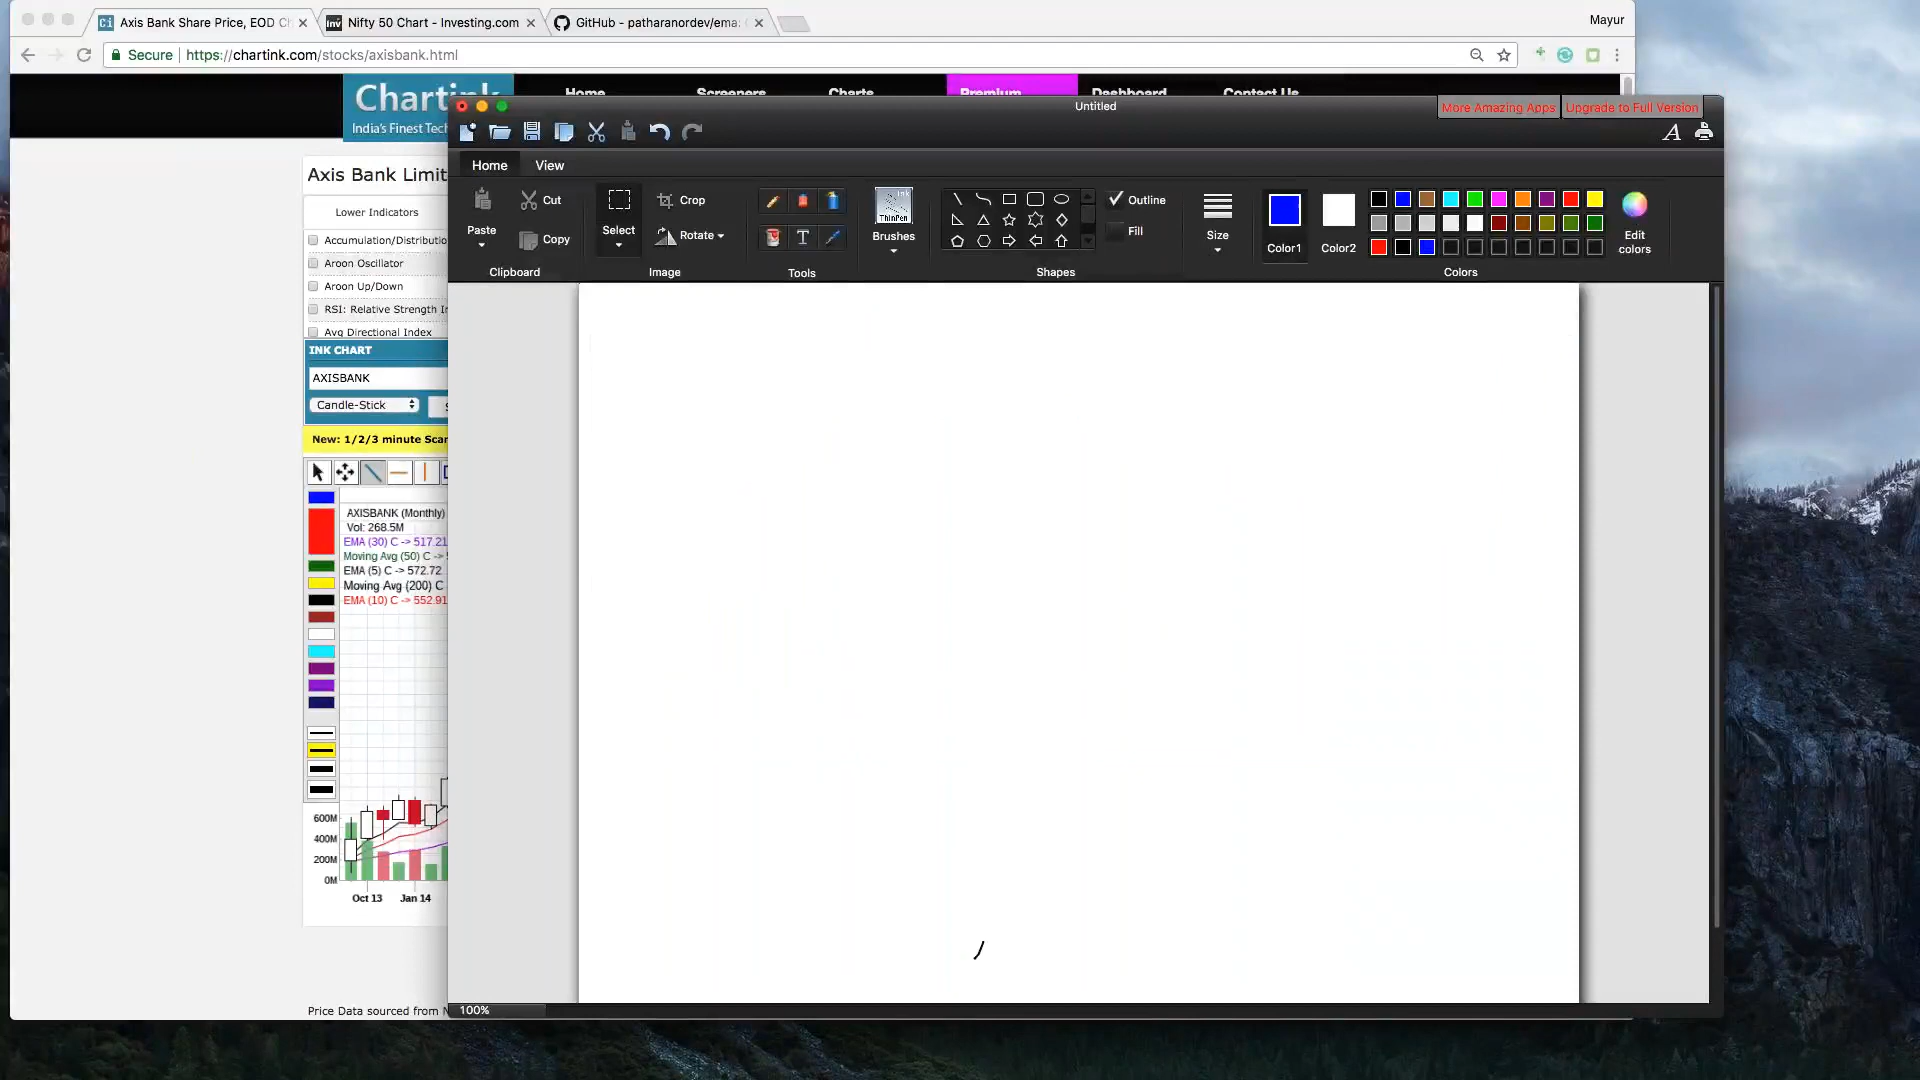 Axis Bank Share Price, EOD Ch
Nifty 50 Chart - Investing.com
GitHub - patharanordev/ema:
Mayur
Secure
https://chartink.com/stocks/axisbank.html
Chartink
India's Finest Tech
Home
Screeners
Charts
Premium
Dashboard
Contact Us
Untitled
More Amazing Apps
Upgrade to Full Version
Home
View
Paste
Cut
Copy
Clipboard
Select
Crop
Rotate
Image
Tools
Ink
ThinPen
Brushes
Shapes
Outline
Fill
Size
Color1
Color2
Colors
Edit
colors
Axis Bank Limit
Lower Indicators
Accumulation/Distributio
Aroon Oscillator
Aroon Up/Down
RSI: Relative Strength In
Avg Directional Index
INK CHART
AXISBANK
Candle-Stick
New: 1/2/3 minute Scan
AXISBANK (Monthly)
Vol: 268.5M
EMA (30) C -> 517.21
Moving Avg (50) C ->
EMA (5) C -> 572.72
Moving Avg (200) C
EMA (10) C -> 552.91
600M
400M
200M
0M
Oct 13
Jan 14
Price Data sourced from N
100%